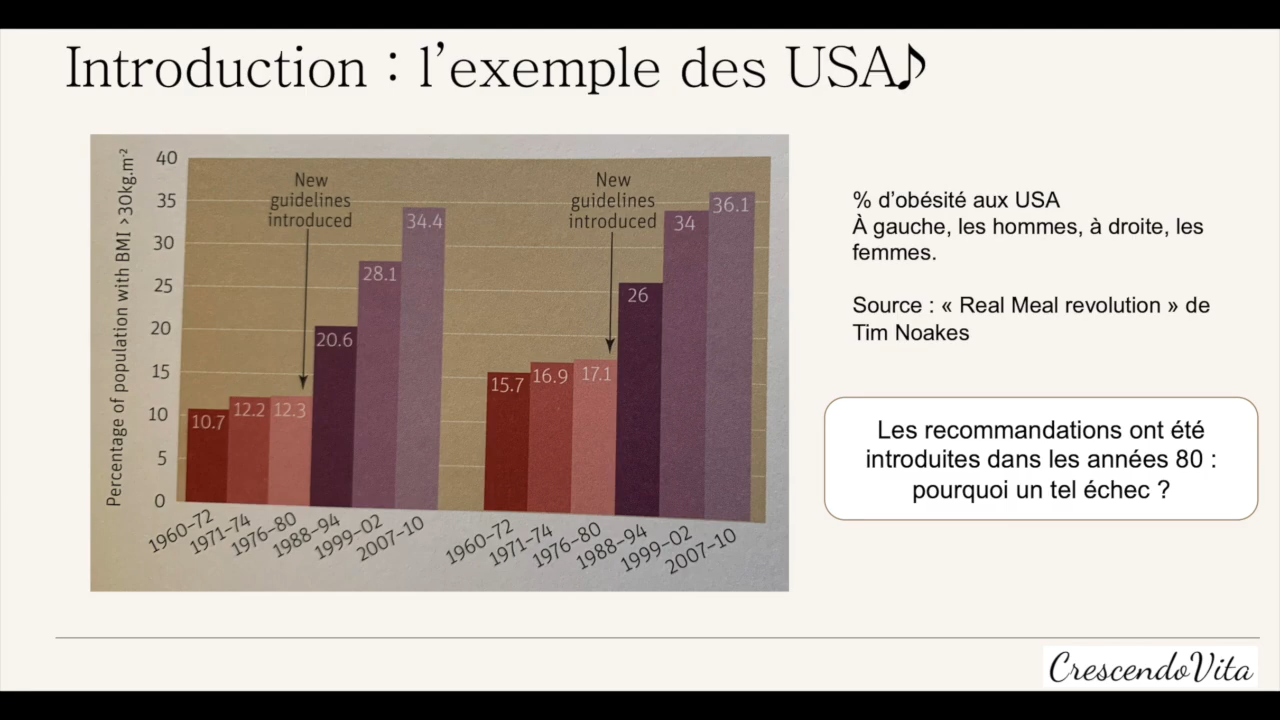 Introduction : l'exemple des USA♪
Percentage of population with BMI >30kg.m-²
40
35
30
25
20
15
10
5
0
New
guidelines
introduced
New
guidelines
introduced
10.7
12.2
12.3
20.6
28.1
34.4
15.7
16.9
17.1
26
34
36.1
1960–72
1971–74
1976–80
1988–94
1999–02
2007–10
1960–72
1971–74
1976–80
1988–94
1999–02
2007–10
% d'obésité aux USA
À gauche, les hommes, à droite, les
femmes.
Source : « Real Meal revolution » de
Tim Noakes
Les recommandations ont été
introduites dans les années 80 :
pourquoi un tel échec ?
CrescendoVita